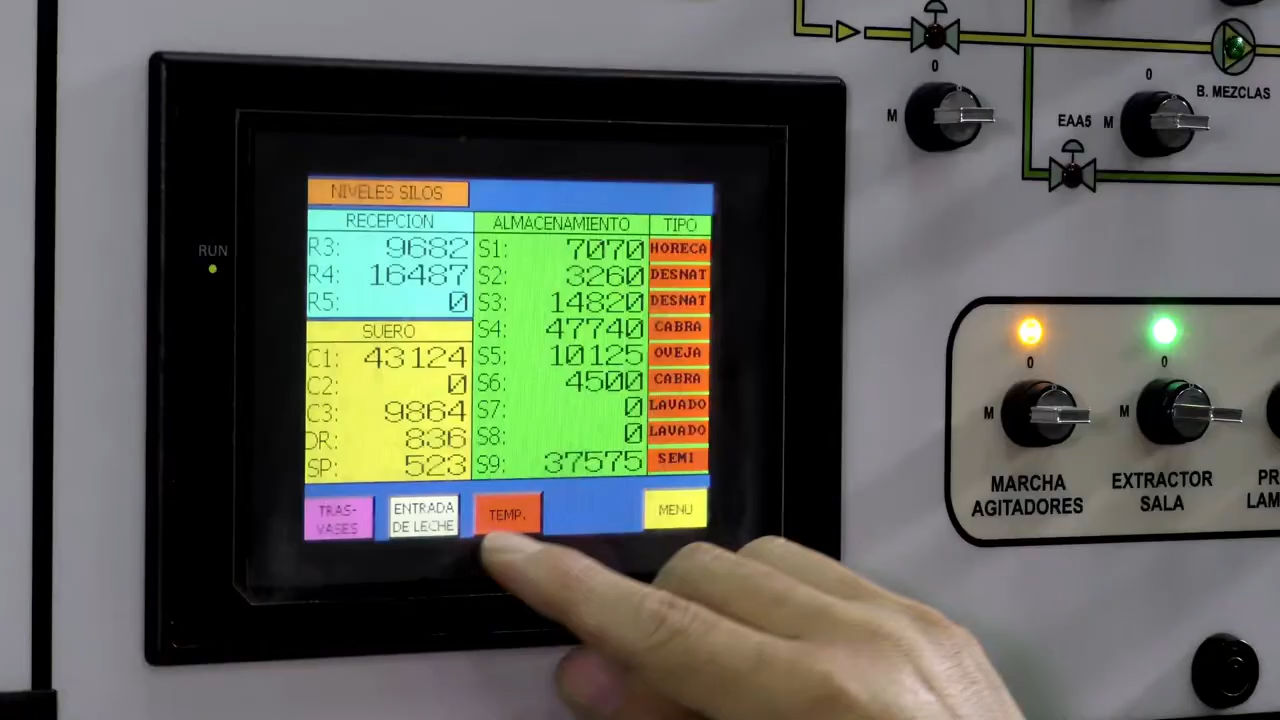 NIVELES SILOS
RECEPCION
R3: 9682
R4: 16487
R5: 0
SUERO
C1: 43124
C2: 0
C3: 9864
DR: 836
SP: 523
ALMACENAMIENTO TIPO
S1: 7070 HORECA
S2: 3260 DESNAT
S3: 14820 DESNAT
S4: 47740 CABRA
S5: 10125 OVEJA
S6: 4500 CABRA
S7: 0 LAVADO
S8: 0 LAVADO
S9: 37575 SEMI
TRAS-
VASES
ENTRADA
DE LECHE
TEMP.
MENU
RUN
0
M
0
EAA5 M
B. MEZCLAS
0
M
MARCHA
AGITADORES
0
M
EXTRACTOR
SALA